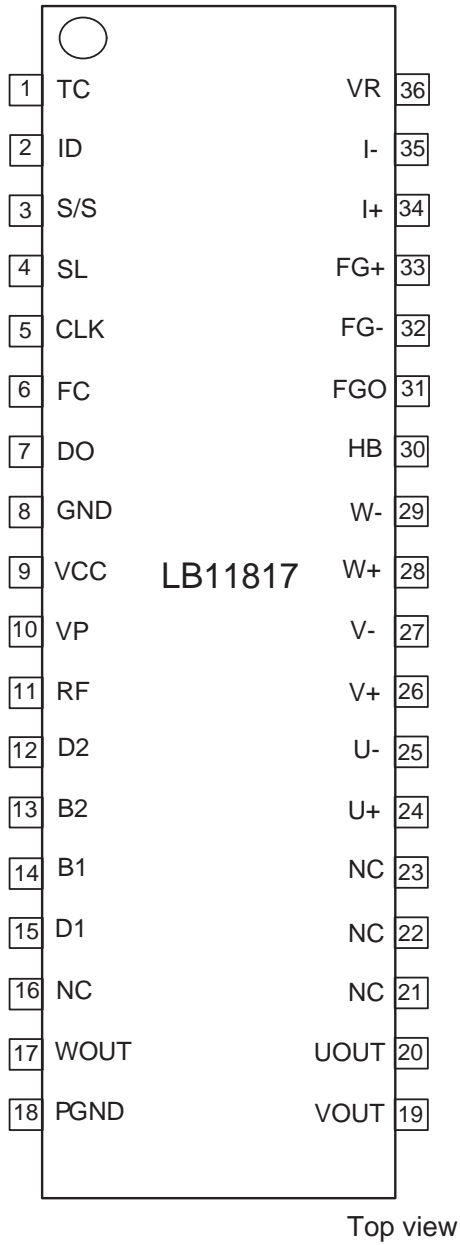 1 TC VR 36
2 ID I- 35
3 S/S I+ 34
4 SL FG+ 33
5 CLK FG- 32
6 FC FGO 31
7 DO HB 30
8 GND W- 29
9 VCC LB11817 W+ 28
10 VP V- 27
11 RF V+ 26
12 D2 U- 25
13 B2 U+ 24
14 B1 NC 23
15 D1 NC 22
16 NC NC 21
17 WOUT UOUT 20
18 PGND VOUT 19
Top view